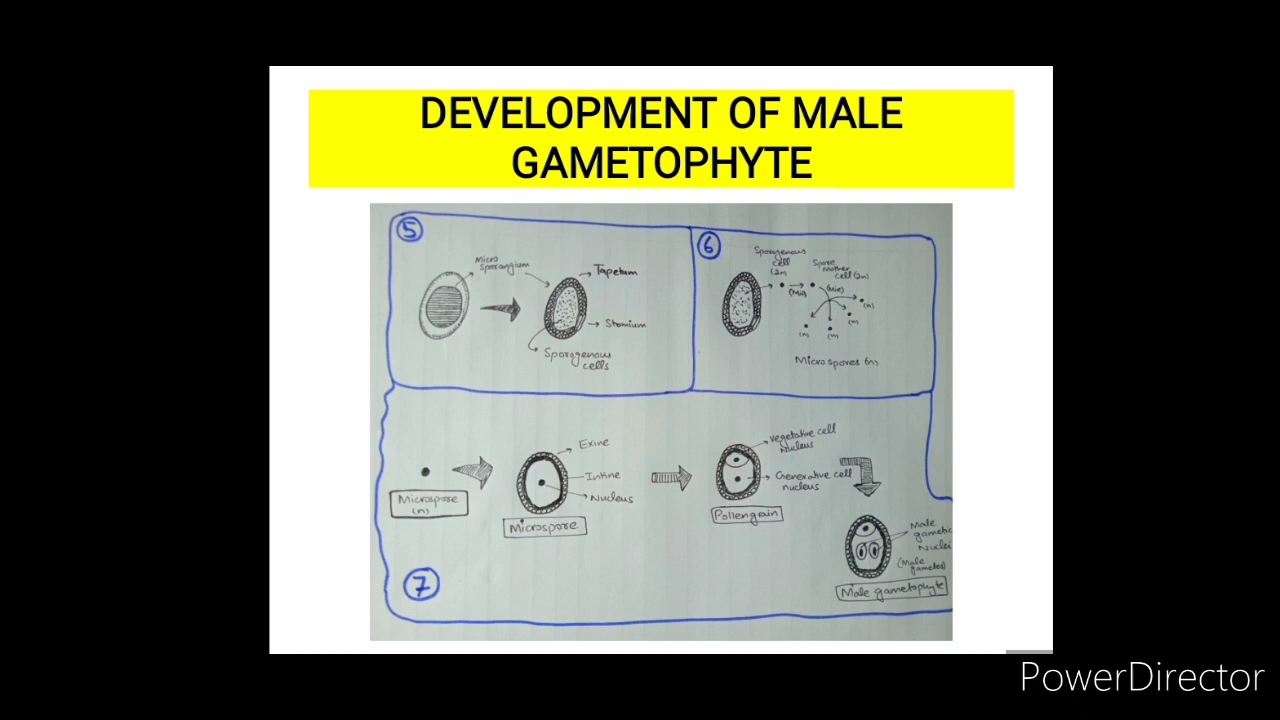 DEVELOPMENT OF MALE
GAMETOPHYTE
5
Micro
Sporangium
Tapetum
Stomium
Sporogenous
cells
6
Sporogenous
cell
(2n
Spore
mother
cell (2n)
(Mit)
(Mie)
(n)
(n)
(n)
(n)
Microspores (n)
Microspore
(n)
Exine
Intine
Nucleus
Microspore
Vegetative cell
Nucleus
Generative cell
nucleus
Pollengrain
Male
gametic
Nuclei
(Male
gametes)
Male gametophyte
7
PowerDirector